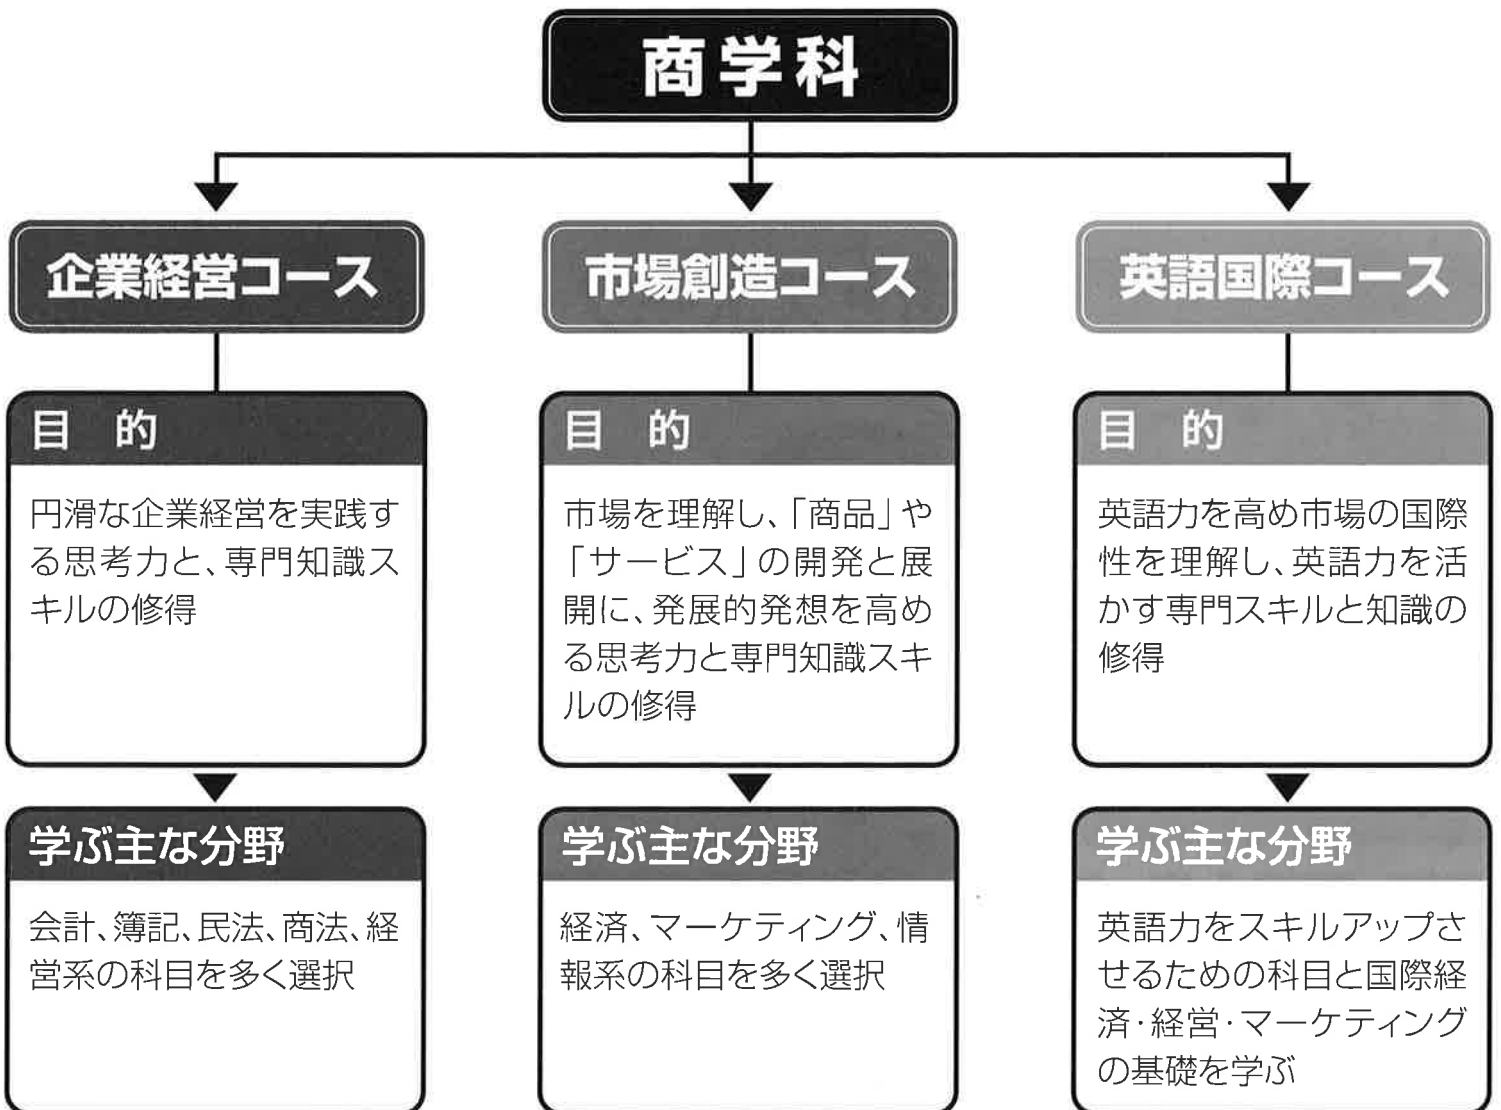 商学科
企業経営コース
目 的
円滑な企業経営を実践す
る思考力と、専門知識ス
キルの修得
学ぶ主な分野
会計、簿記、民法、商法、経
営系の科目を多く選択
市場創造コース
目 的
市場を理解し、「商品」や
「サービス」の開発と展
開に、発展的発想を高め
る思考力と専門知識スキ
ルの修得
学ぶ主な分野
経済、マーケティング、情
報系の科目を多く選択
英語国際コース
目 的
英語力を高め市場の国際
性を理解し、英語力を活
かす専門スキルと知識の
修得
学ぶ主な分野
英語力をスキルアップさ
せるための科目と国際経
済・経営・マーケティング
の基礎を学ぶ